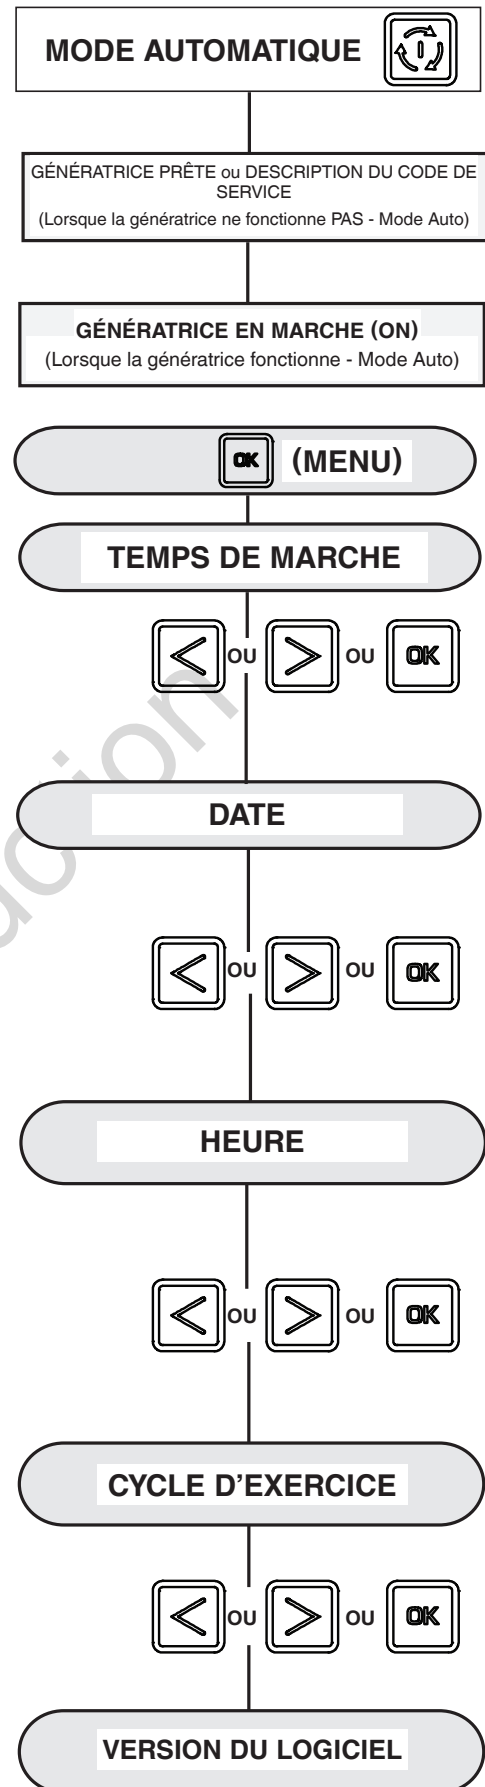 MODE AUTOMATIQUE
GÉNÉRATRICE PRÊTE ou DESCRIPTION DU CODE DE
SERVICE
(Lorsque la génératrice ne fonctionne PAS - Mode Auto)
GÉNÉRATRICE EN MARCHE (ON)
(Lorsque la génératrice fonctionne - Mode Auto)
OK (MENU)
TEMPS DE MARCHE
< OU > OU OK
DATE
< OU > OU OK
HEURE
< OU > OU OK
CYCLE D'EXERCICE
< OU > OU OK
VERSION DU LOGICIEL